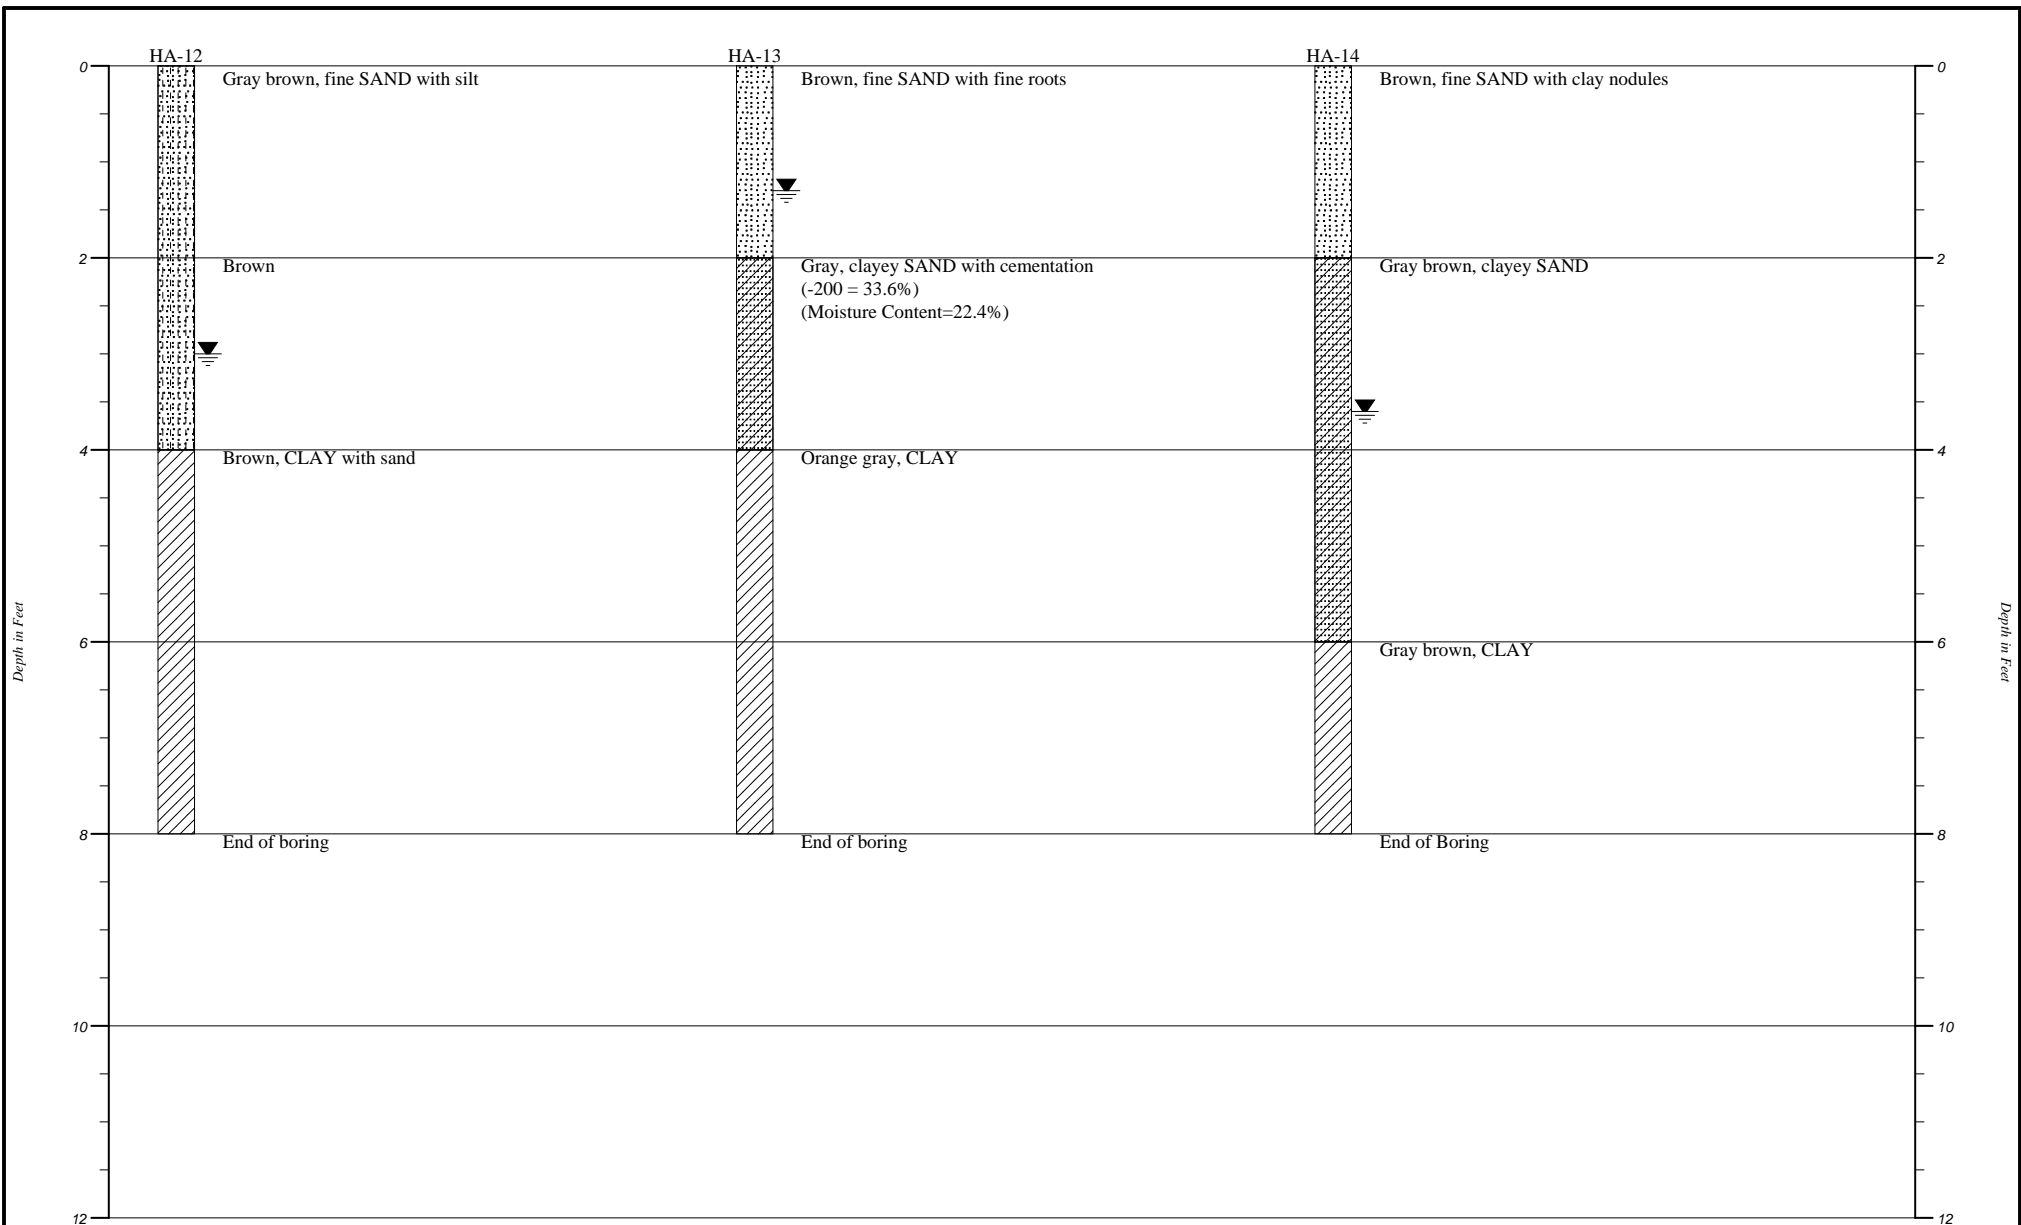 HA-12 HA-13 HA-14
0 Gray brown, fine SAND with silt Brown, fine SAND with fine roots Brown, fine SAND with clay nodules 0
2 Brown Gray, clayey SAND with cementation Gray brown, clayey SAND 2
(-200 = 33.6%)
(Moisture Content=22.4%)
4 Brown, CLAY with sand Orange gray, CLAY 4
Depth in Feet
Depth in Feet
6 Gray brown, CLAY 6
8 End of boring End of boring End of Boring 8
10 10
12 12